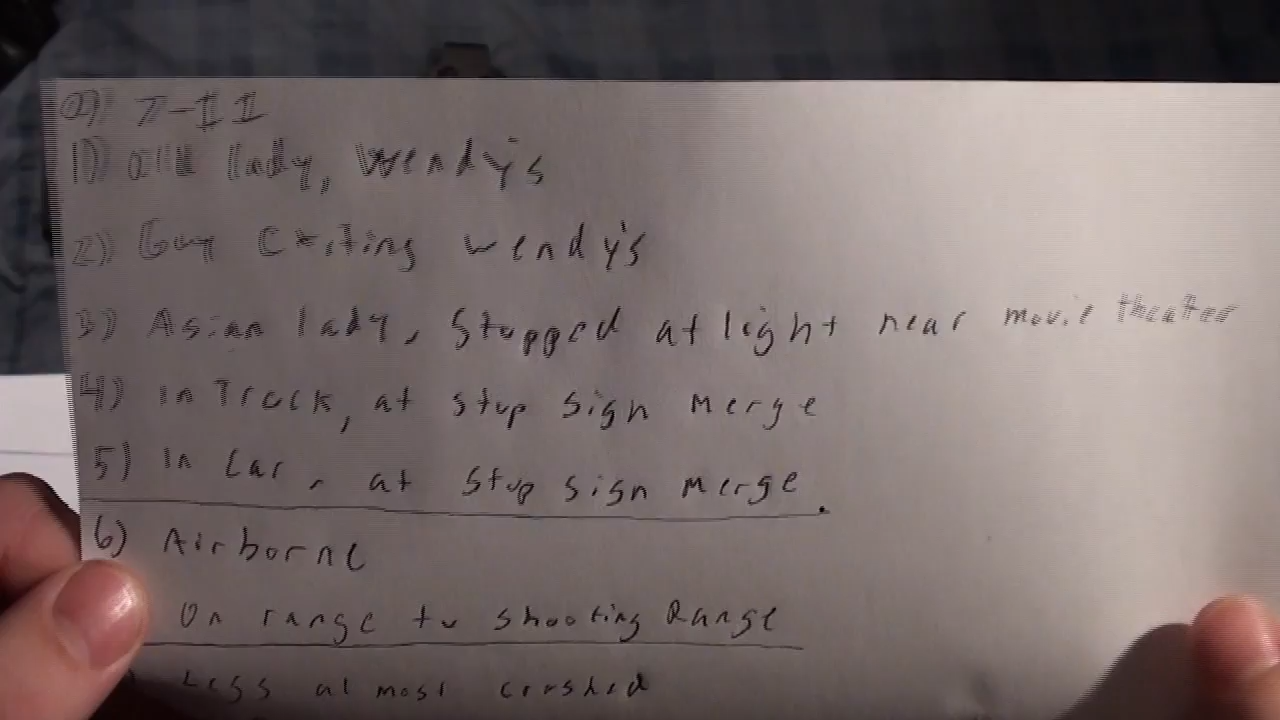 0) 7-11
1) Old lady, Wendy's
2) Guy Exiting Wendy's
3) Asian lady, Stopped at light near movie theater
4) in Truck, at stop sign merge
5) in Car, at Stop sign merge.
6) Airborne
On range to shooting Range
Legs almost crushed